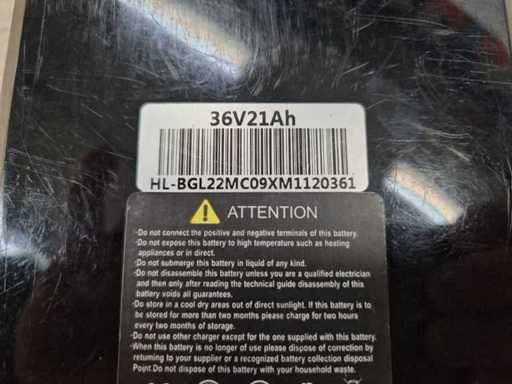 36V21Ah
HL-BGL22MC09XM1120361
ATTENTION
·Do not connect the positive and negative terminals of this battery.
·Do not expose this battery to high temperature such as heating
appliances or in direct.
·Do not submerge this battery in liquid of any kind.
·Do not disassemble this battery unless you are a qualified electrician
and then only after reading the technical guide disassembly of this
battery voids all guarantees.
·Do store in a cool dry areas out of direct sunlight. If this battery is to
be stored for more than two months please charge for two hours
every two months of storage.
·Do not use other charger except for the one supplied with this battery.
·When this battery is no longer of use please dispose of correction by
returning to your supplier or a recognized battery collection disposal
Point.Do not dispose of this battery with your household waste.